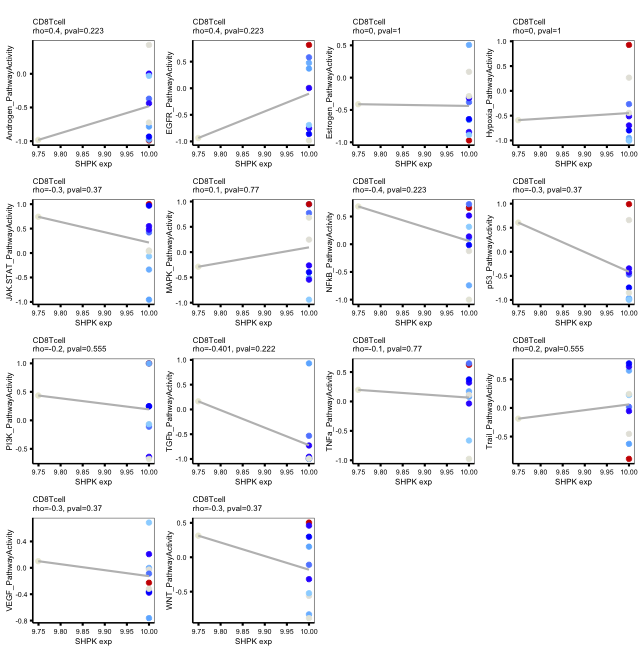 CD8Tcell
rho=0.4, pval=0.223
Androgen_PathwayActivity
0.0
-0.5
-1.0
9.75 9.80 9.85 9.90 9.95 10.00
SHPK exp
CD8Tcell
rho=0.4, pval=0.223
EGFR_PathwayActivity
0.5
0.0
-0.5
-1.0
9.75 9.80 9.85 9.90 9.95 10.00
SHPK exp
CD8Tcell
rho=0, pval=1
Estrogen_PathwayActivity
0.5
0.0
-0.5
-1.0
9.75 9.80 9.85 9.90 9.95 10.00
SHPK exp
CD8Tcell
rho=0, pval=1
Hypoxia_PathwayActivity
1.0
0.5
0.0
-0.5
-1.0
9.75 9.80 9.85 9.90 9.95 10.00
SHPK exp
CD8Tcell
rho=-0.3, pval=0.37
JAK.STAT_PathwayActivity
1.0
0.5
0.0
-0.5
-1.0
9.75 9.80 9.85 9.90 9.95 10.00
SHPK exp
CD8Tcell
rho=0.1, pval=0.77
MAPK_PathwayActivity
1.0
0.5
0.0
-0.5
-1.0
9.75 9.80 9.85 9.90 9.95 10.00
SHPK exp
CD8Tcell
rho=-0.4, pval=0.223
NFkB_PathwayActivity
0.5
0.0
-0.5
-1.0
9.75 9.80 9.85 9.90 9.95 10.00
SHPK exp
CD8Tcell
rho=-0.3, pval=0.37
p53_PathwayActivity
1.0
0.5
0.0
-0.5
-1.0
9.75 9.80 9.85 9.90 9.95 10.00
SHPK exp
CD8Tcell
rho=-0.2, pval=0.555
PI3K_PathwayActivity
1.0
0.5
0.0
-0.5
9.75 9.80 9.85 9.90 9.95 10.00
SHPK exp
CD8Tcell
rho=-0.401, pval=0.222
TGFb_PathwayActivity
1.0
0.5
0.0
-0.5
-1.0
9.75 9.80 9.85 9.90 9.95 10.00
SHPK exp
CD8Tcell
rho=-0.1, pval=0.77
TNFa_PathwayActivity
0.5
0.0
-0.5
-1.0
9.75 9.80 9.85 9.90 9.95 10.00
SHPK exp
CD8Tcell
rho=0.2, pval=0.555
Trail_PathwayActivity
0.5
0.0
-0.5
9.75 9.80 9.85 9.90 9.95 10.00
SHPK exp
CD8Tcell
rho=-0.3, pval=0.37
VEGF_PathwayActivity
0.4
0.0
-0.4
-0.8
9.75 9.80 9.85 9.90 9.95 10.00
SHPK exp
CD8Tcell
rho=-0.3, pval=0.37
WNT_PathwayActivity
0.5
0.0
-0.5
9.75 9.80 9.85 9.90 9.95 10.00
SHPK exp